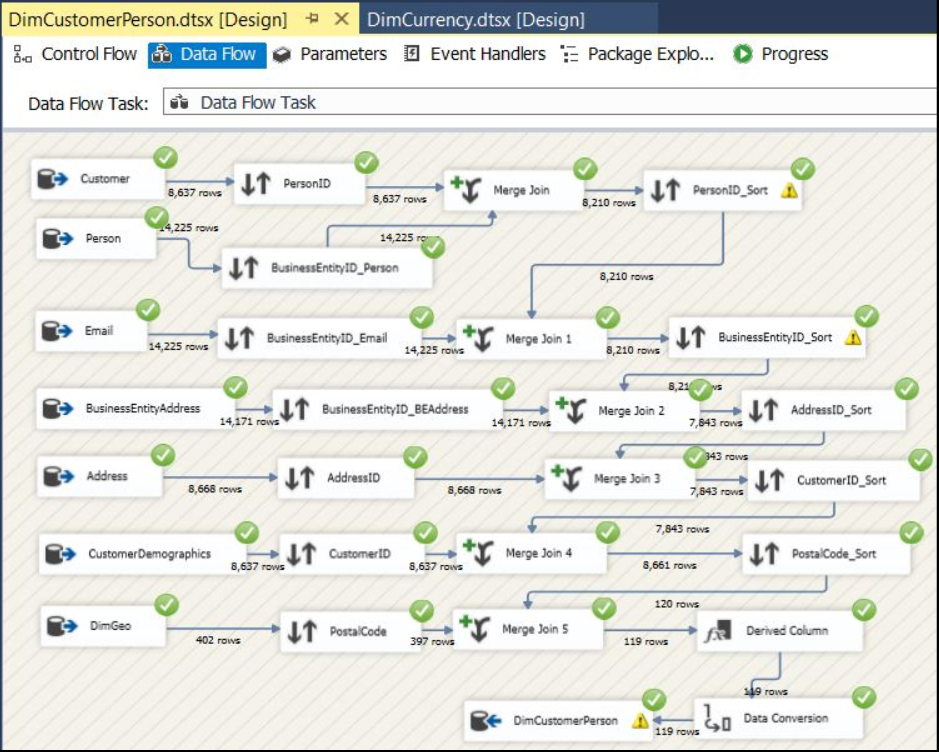 DimCustomerPerson.dtsx [Design] DimCurrency.dtsx [Design]
Control Flow Data Flow Parameters Event Handlers Package Explo... Progress
Data Flow Task: Data Flow Task
Customer 8,637 rows PersonID 8,637 rows Merge Join 8,210 rows PersonID_Sort
Person 14,225 rows BusinessEntityID_Person 14,225 rows
8,210 rows
Email 14,225 rows BusinessEntityID_Email 14,225 rows Merge Join 1 8,210 rows BusinessEntityID_Sort
BusinessEntityAddress 14,171 rows BusinessEntityID_BEAddress 14,171 rows Merge Join 2 7,843 rows AddressID_Sort
Address 8,668 rows AddressID 8,668 rows Merge Join 3 7,843 rows CustomerID_Sort
7,843 rows
CustomerDemographics 8,637 rows CustomerID 8,637 rows Merge Join 4 8,661 rows PostalCode_Sort
120 rows
DimGeo 402 rows PostalCode 397 rows Merge Join 5 119 rows Derived Column
119 rows
DimCustomerPerson 119 rows Data Conversion